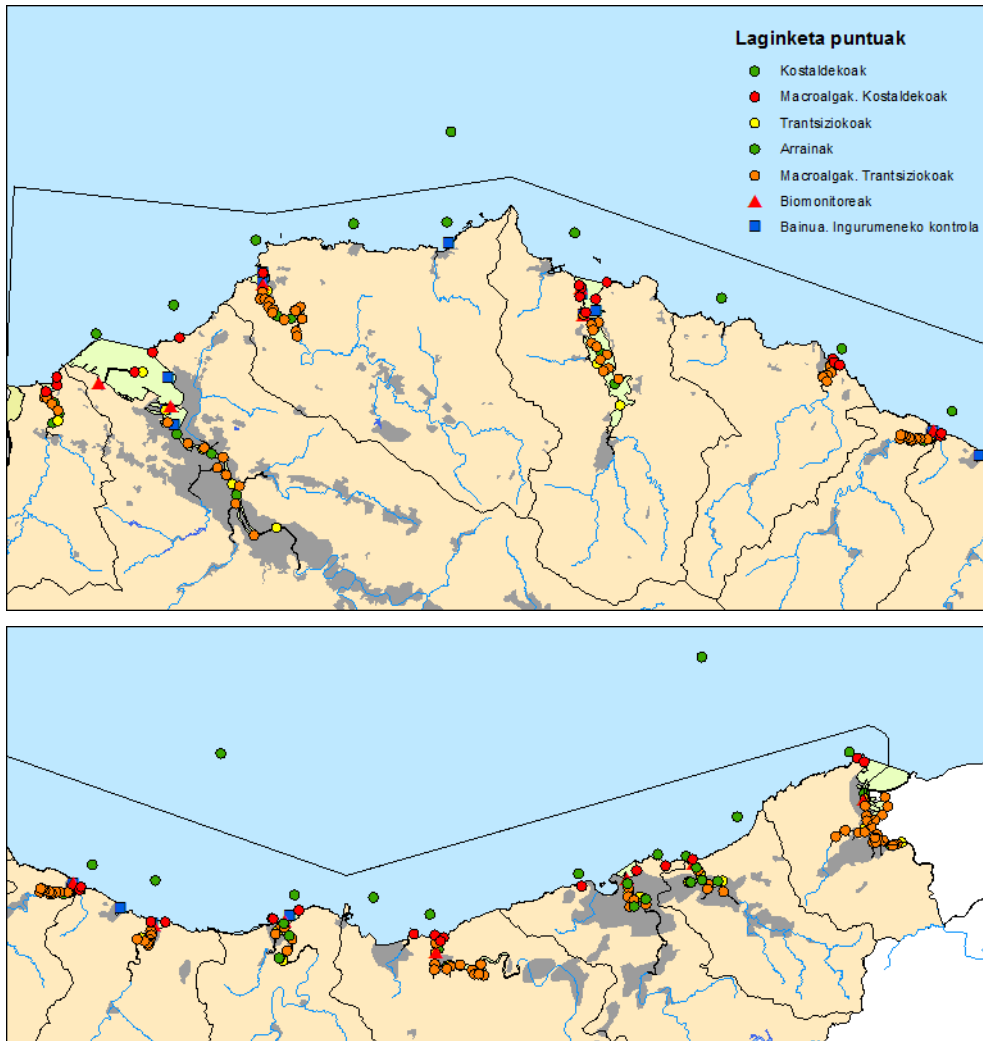 Laginketa puntuak
Kostaldekoak
Macroalgak. Kostaldekoak
Trantsiziokoak
Arrainak
Macroalgak. Trantsiziokoak
Biomonitoreak
Bainua. Ingurumeneko kontrola